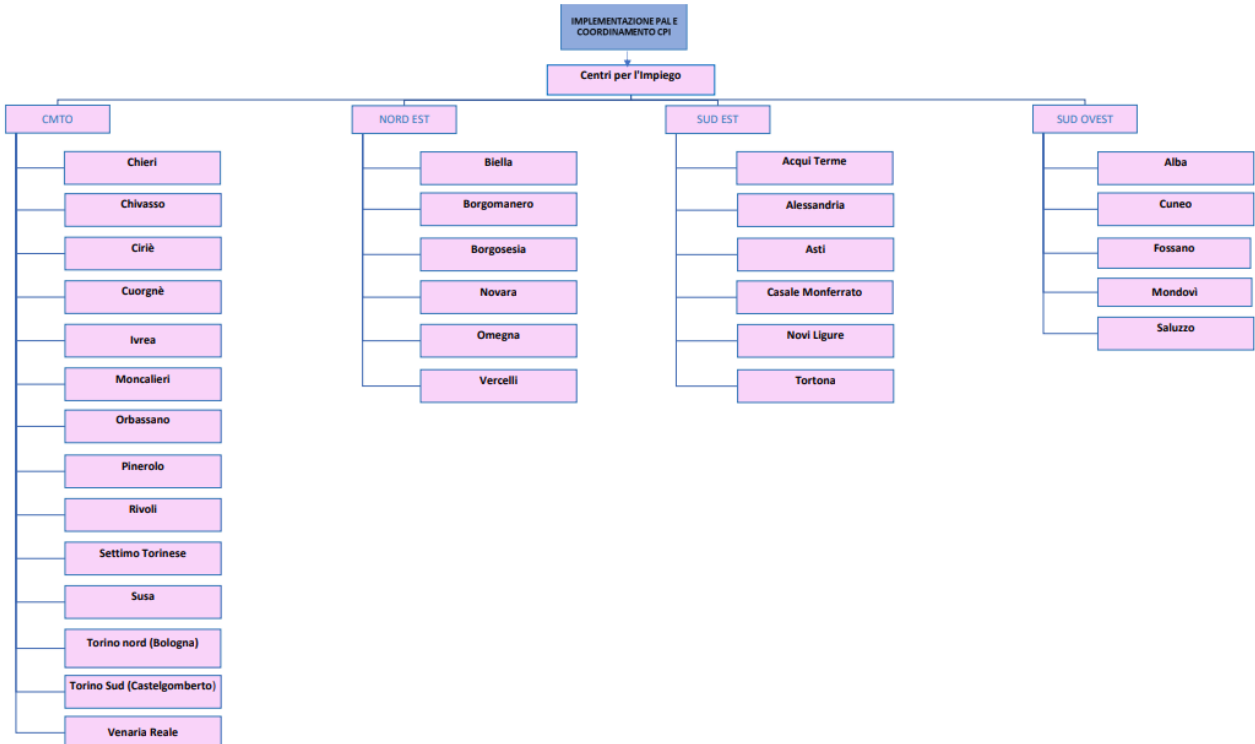 IMPLEMENTAZIONE PAL E
COORDINAMENTO CPI
Centri per l'Impiego
CMTO
Chieri
Chivasso
Ciriè
Cuorgnè
Ivrea
Moncalieri
Orbassano
Pinerolo
Rivoli
Settimo Torinese
Susa
Torino nord (Bologna)
Torino Sud (Castelgomberto)
Venaria Reale
NORD EST
Biella
Borgomanero
Borgosesia
Novara
Omegna
Vercelli
SUD EST
Acqui Terme
Alessandria
Asti
Casale Monferrato
Novi Ligure
Tortona
SUD OVEST
Alba
Cuneo
Fossano
Mondovì
Saluzzo